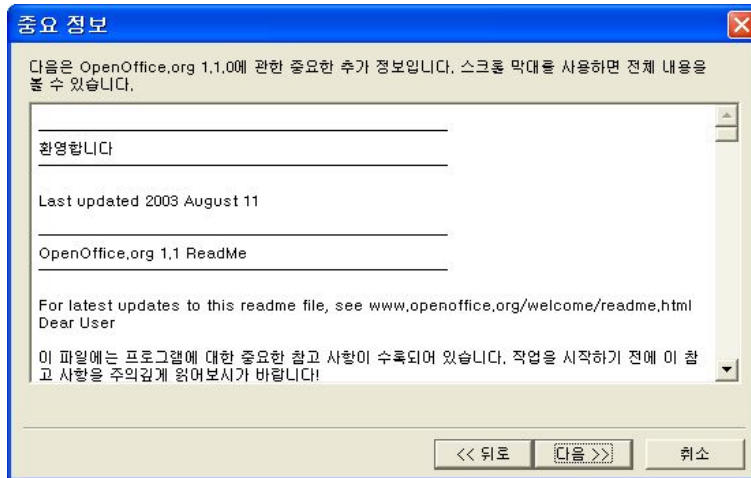 중요 정보
다음은 OpenOffice.org 1.1.0에 관한 중요한 추가 정보입니다. 스크롤 막대를 사용하면 전체 내용을
볼 수 있습니다.
환영합니다
Last updated 2003 August 11
OpenOffice.org 1.1 ReadMe
For latest updates to this readme file, see www.openoffice.org/welcome/readme.html
Dear User
이 파일에는 프로그램에 대한 중요한 참고 사항이 수록되어 있습니다. 작업을 시작하기 전에 이 참
고 사항을 주의깊게 읽어보시가 바랍니다!
<< 뒤로
다음 >>
취소